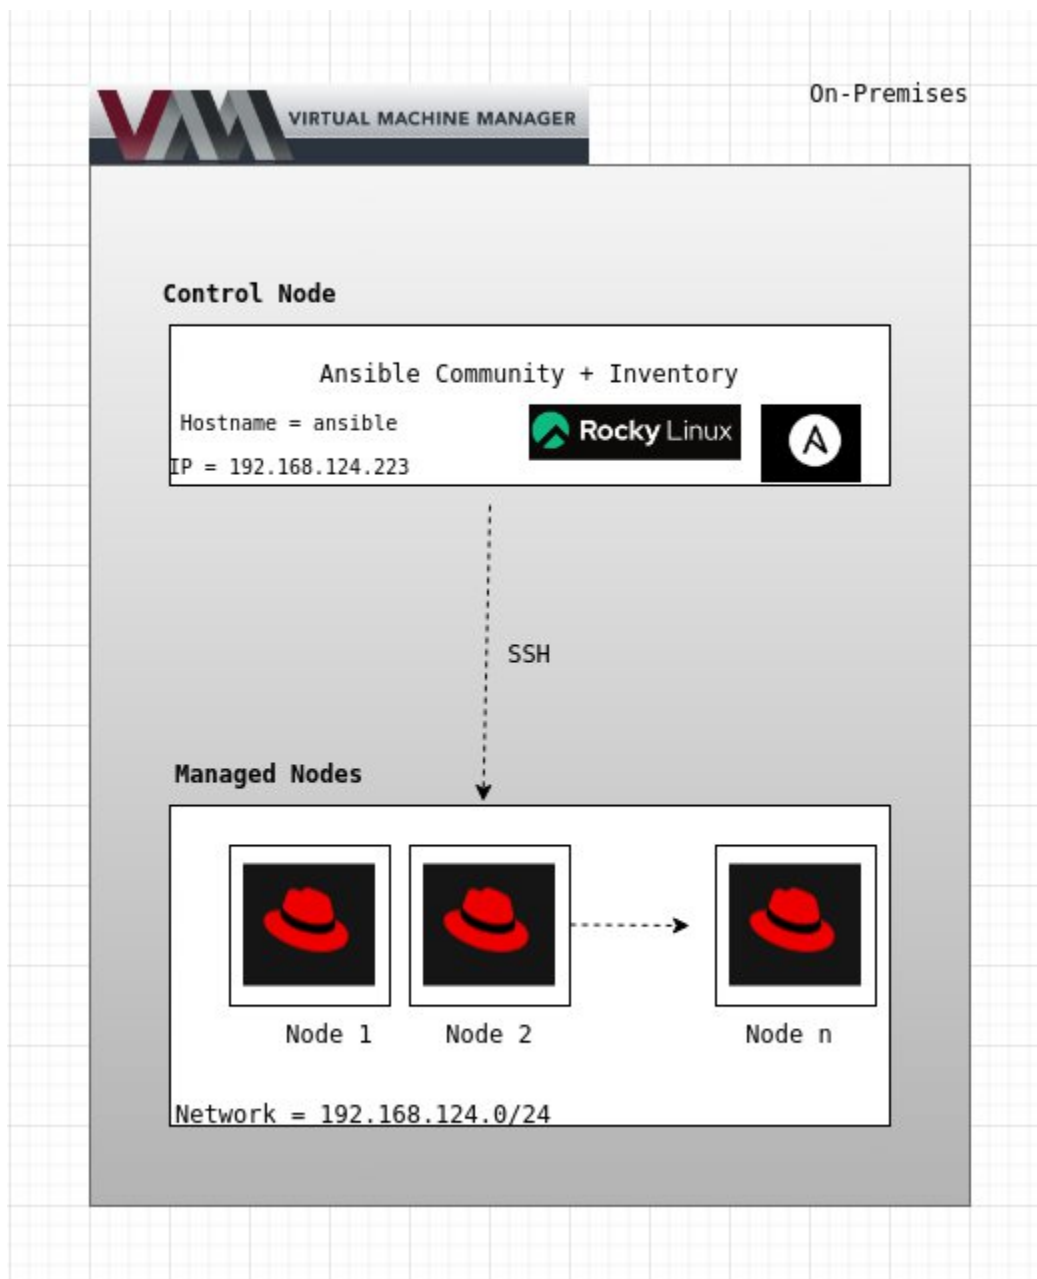 On-Premises
VIRTUAL MACHINE MANAGER
Control Node
Ansible Community + Inventory
Hostname = ansible
Rocky Linux
IP = 192.168.124.223
SSH
Managed Nodes
Node 1
Node 2
Node n
Network = 192.168.124.0/24